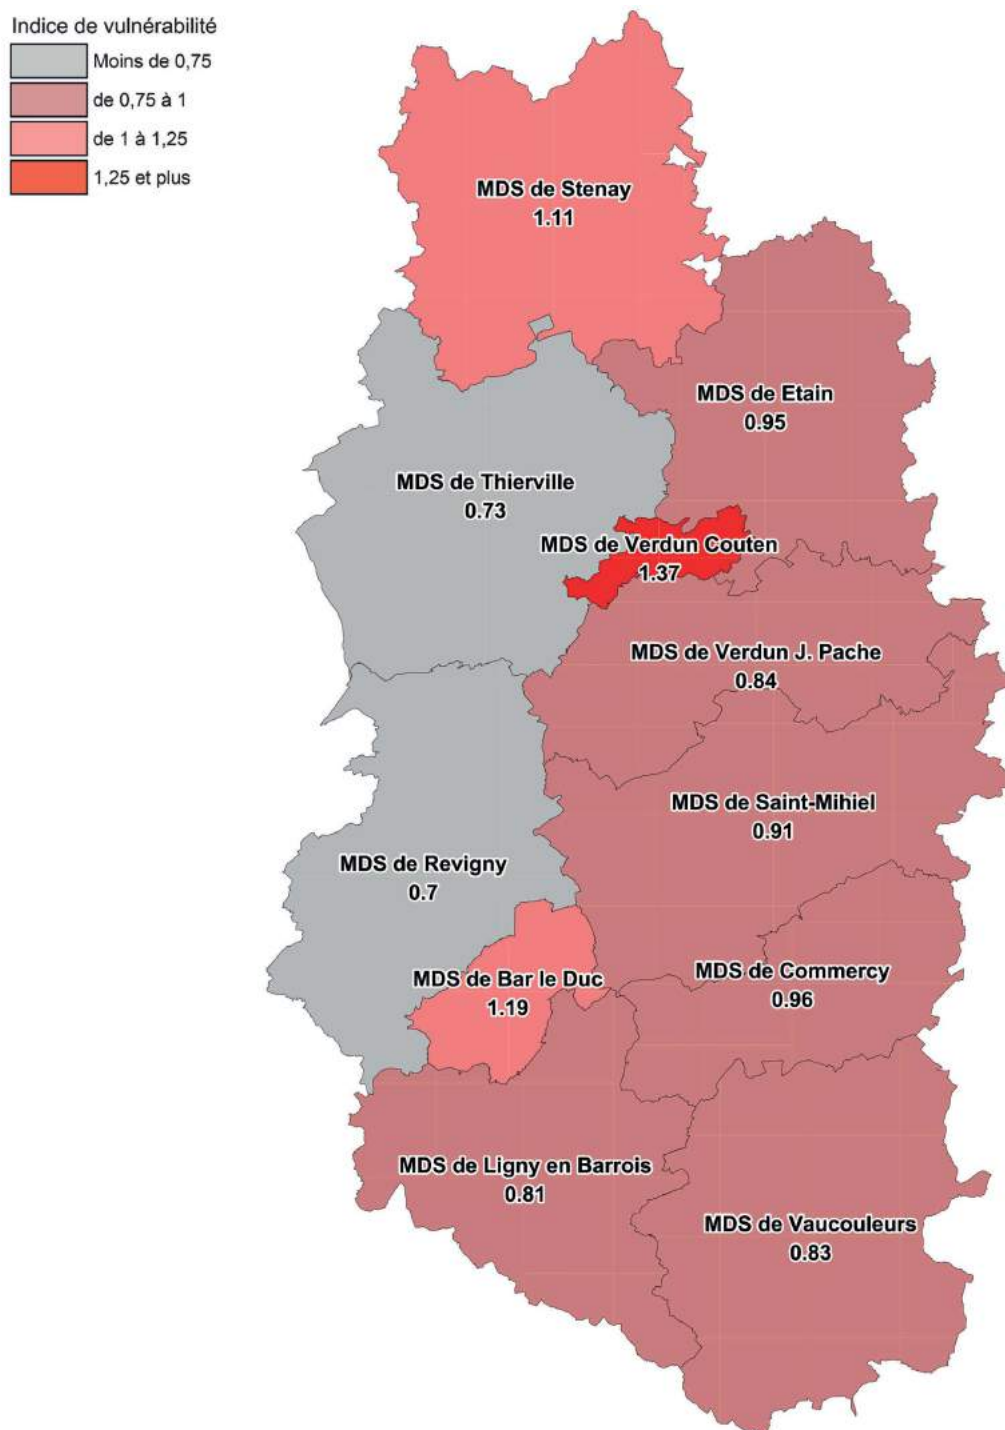 Indice de vulnérabilité
Moins de 0,75
de 0,75 à 1
de 1 à 1,25
1,25 et plus
MDS de Stenay
1.11
MDS de Etain
0.95
MDS de Thierville
0.73
MDS de Verdun Couten
1.37
MDS de Verdun J. Pache
0.84
MDS de Saint-Mihiel
0.91
MDS de Revigny
0.7
MDS de Commercy
0.96
MDS de Bar le Duc
1.19
MDS de Ligny en Barrois
0.81
MDS de Vaucouleurs
0.83